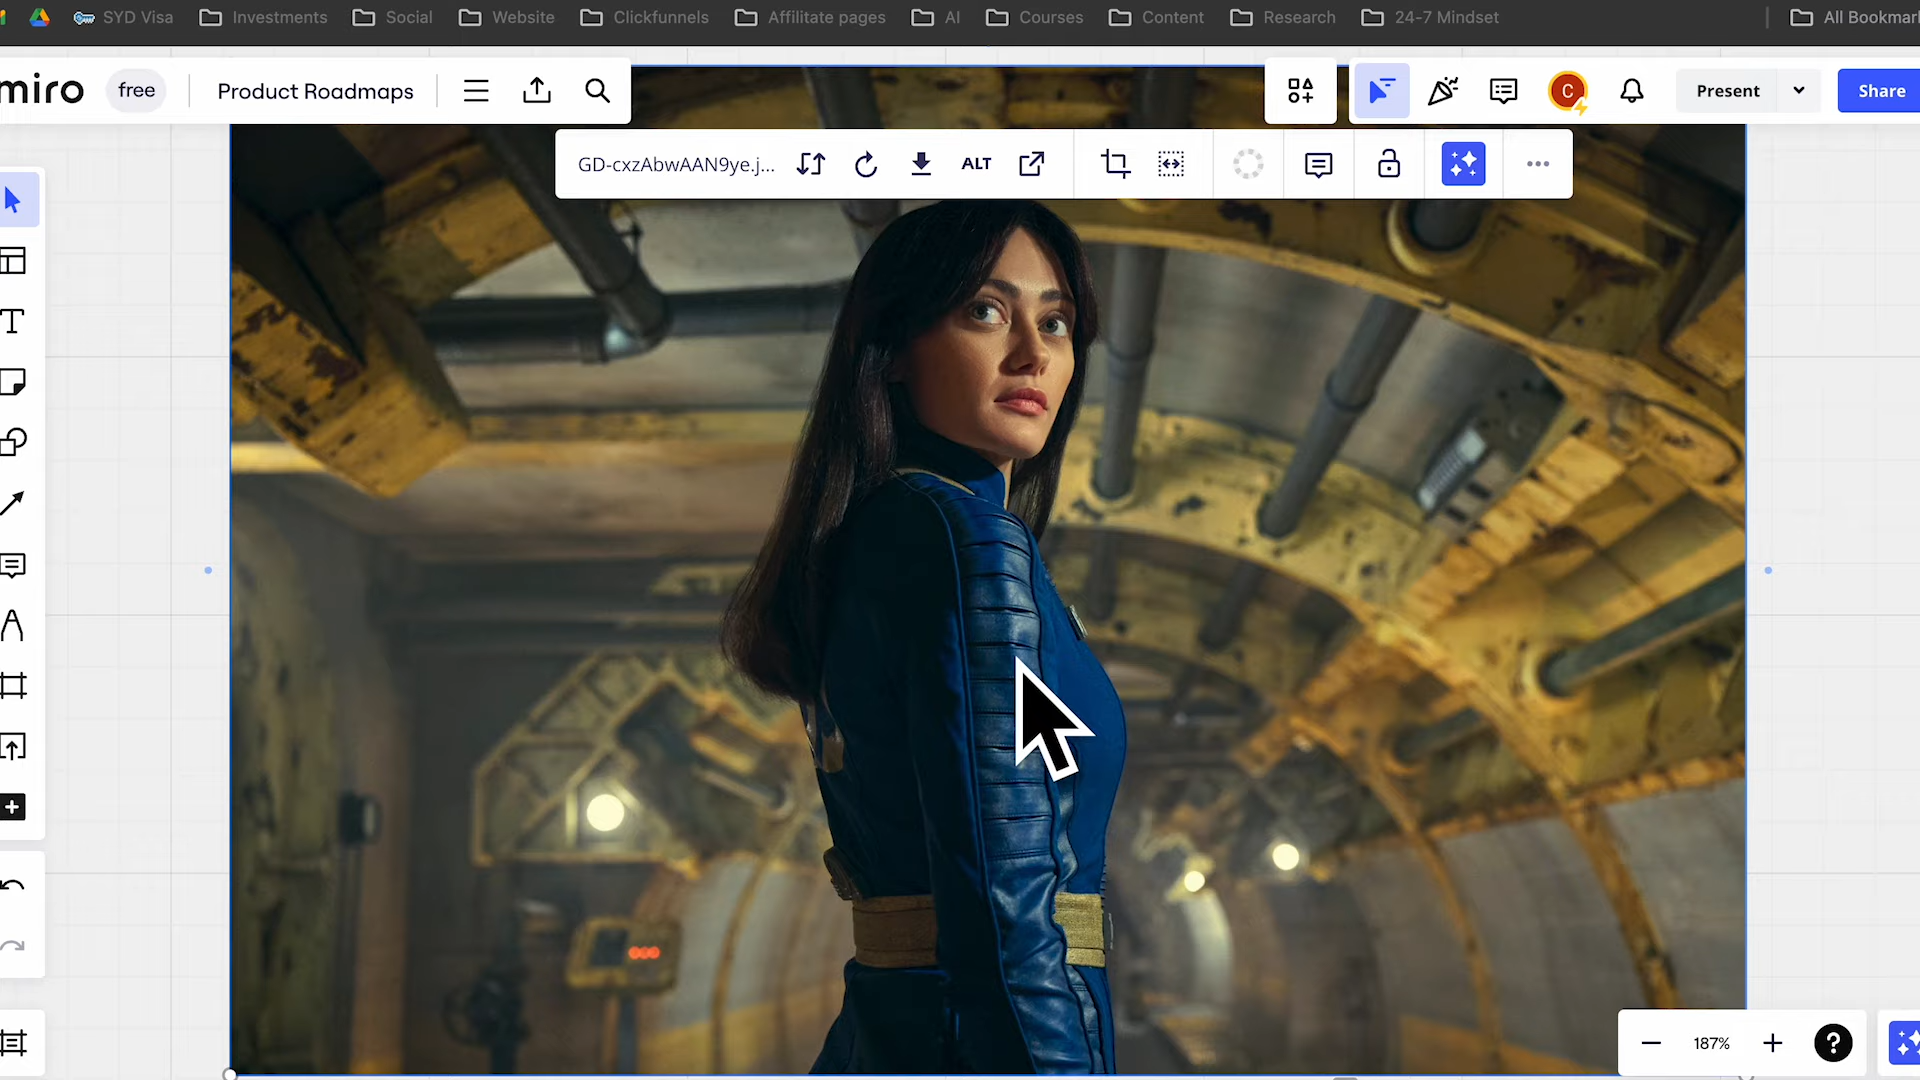 SYD Visa Investments Social Website Clickfunnels Affilitate pages AI Courses Content Research 24-7 Mindset All Bookmar
miro free Product Roadmaps C Present Share
GD-cxzAbwAAN9ye.j... ALT
187% ?